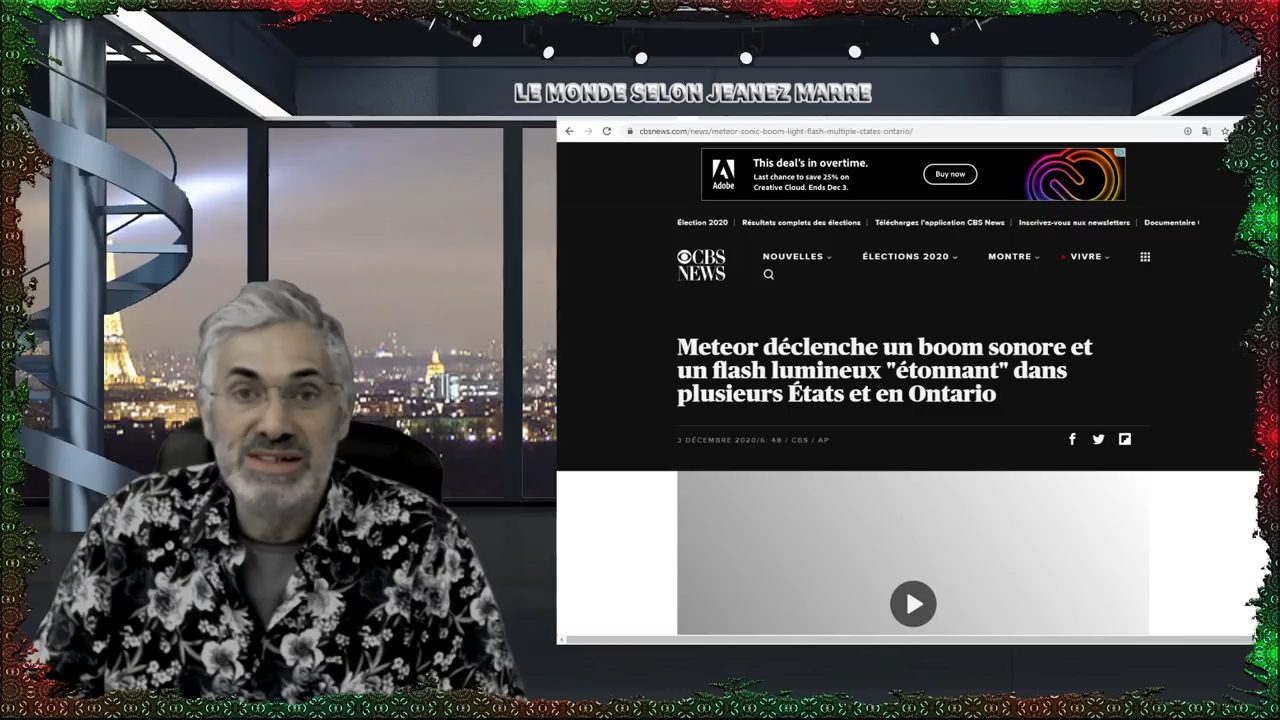 LE MONDE SELON JEANEZ MARRE
cbsnews.com/news/meteor-sonic-boom-light-flash-multiple-states-ontario/
Adobe
This deal's in overtime.
Last chance to save 25% on
Creative Cloud. Ends Dec 3.
Buy now
Élection 2020 | Résultats complets des élections | Téléchargez l'application CBS News | Inscrivez-vous aux newsletters | Documentaire
CBS NEWS
NOUVELLES ÉLECTIONS 2020 MONTRE VIVRE
Meteor déclenche un boom sonore et
un flash lumineux "étonnant" dans
plusieurs États et en Ontario
3 DÉCEMBRE 2020/6: 48 / CBS / AP